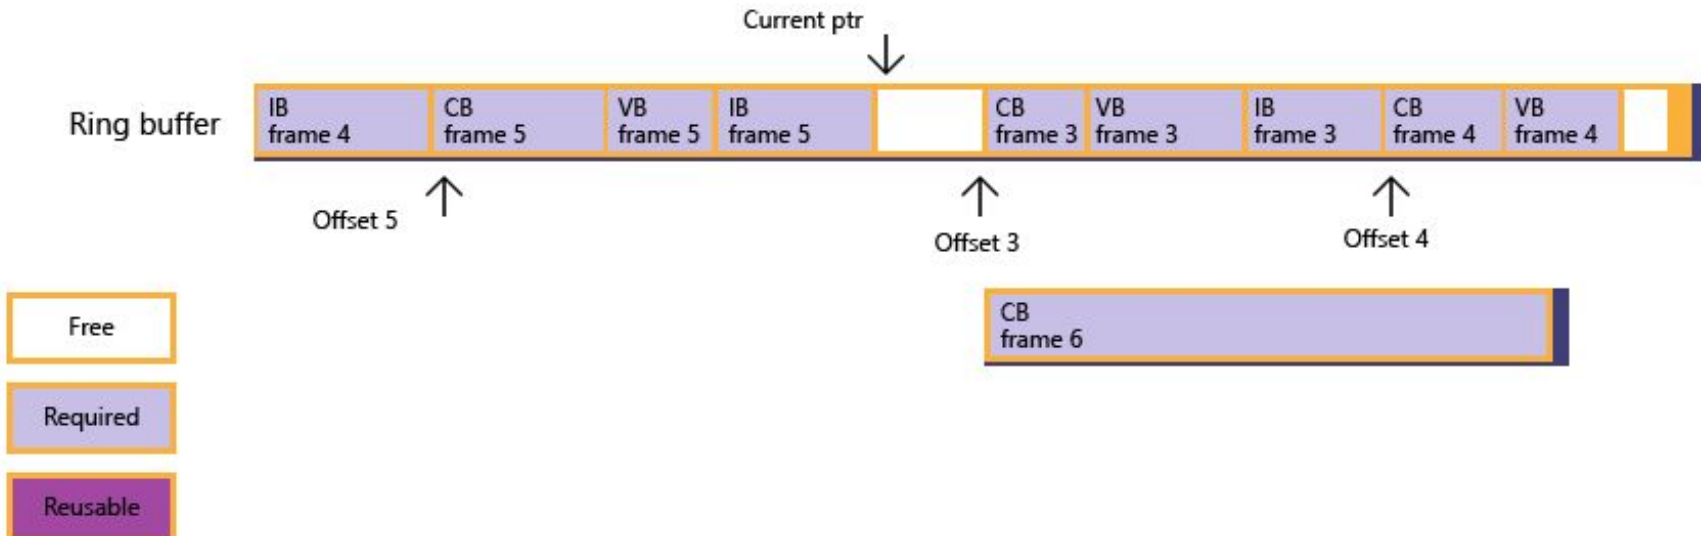 Current ptr
Ring buffer
IB
frame 4
CB
frame 5
VB
frame 5
IB
frame 5
CB
frame 3
VB
frame 3
IB
frame 3
CB
frame 4
VB
frame 4
Offset 5
Offset 3
Offset 4
CB
frame 6
Free
Required
Reusable